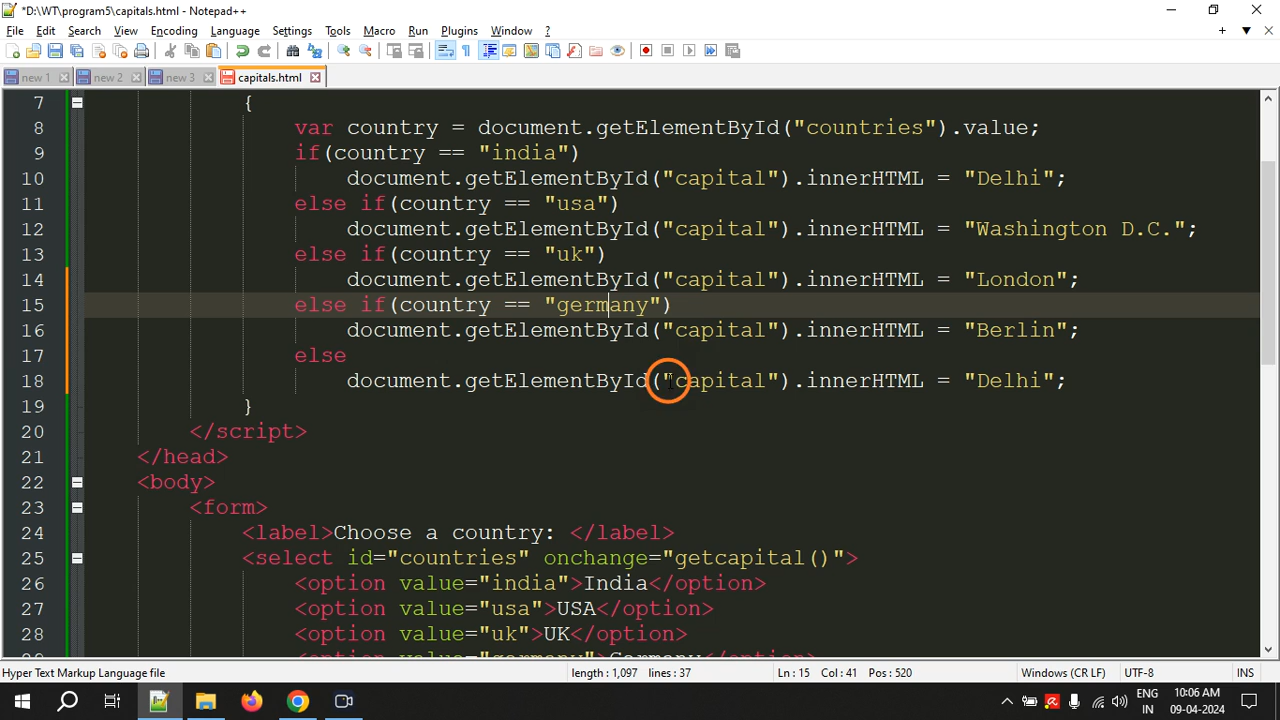 *D:\WT\program5\capitals.html - Notepad++
File Edit Search View Encoding Language Settings Tools Macro Run Plugins Window ?
new 1 new 2 new 3 capitals.html
7 {
8 var country = document.getElementById("countries").value;
9 if(country == "india")
10 document.getElementById("capital").innerHTML = "Delhi";
11 else if(country == "usa")
12 document.getElementById("capital").innerHTML = "Washington D.C.";
13 else if(country == "uk")
14 document.getElementById("capital").innerHTML = "London";
15 else if(country == "germany")
16 document.getElementById("capital").innerHTML = "Berlin";
17 else
18 document.getElementById("capital").innerHTML = "Delhi";
19 }
20 </script>
21 </head>
22 <body>
23 <form>
24 <label>Choose a country: </label>
25 <select id="countries" onchange="getcapital()">
26 <option value="india">India</option>
27 <option value="usa">USA</option>
28 <option value="uk">UK</option>
<option value="germany">Germany</option>
Hyper Text Markup Language file length : 1,097 lines : 37 Ln : 15 Col : 41 Pos : 520 Windows (CR LF) UTF-8 INS
ENG 10:06 AM
IN 09-04-2024